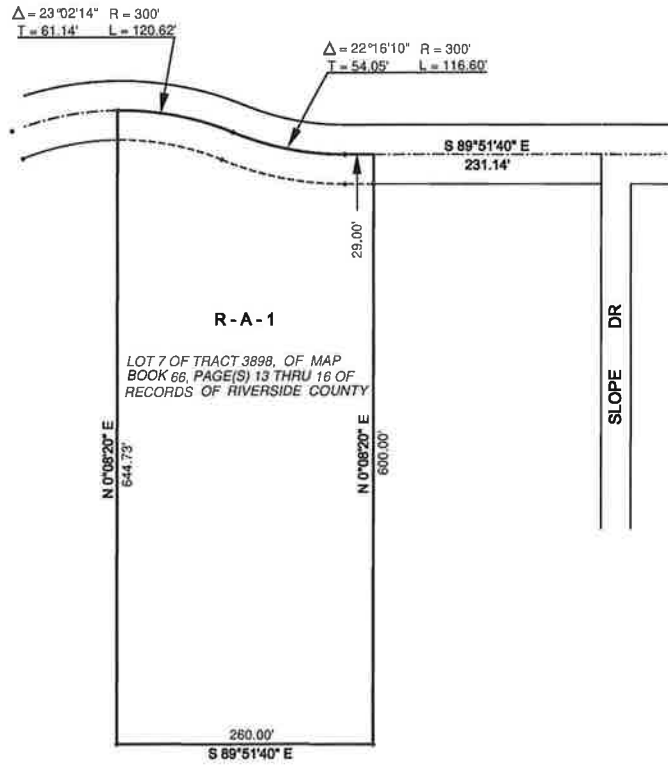 Δ = 23°02'14" R = 300'
T = 61.14' L = 120.62'
Δ = 22°16'10" R = 300'
T = 54.05' L = 116.60'
S 89°51'40" E
231.14'
29.00'
R-A-1
LOT 7 OF TRACT 3898, OF MAP
BOOK 66, PAGE(S) 13 THRU 16 OF
RECORDS OF RIVERSIDE COUNTY
N 0°08'20" E
644.73'
N 0°08'20" E
600.00'
SLOPE DR
260.00'
S 89°51'40" E